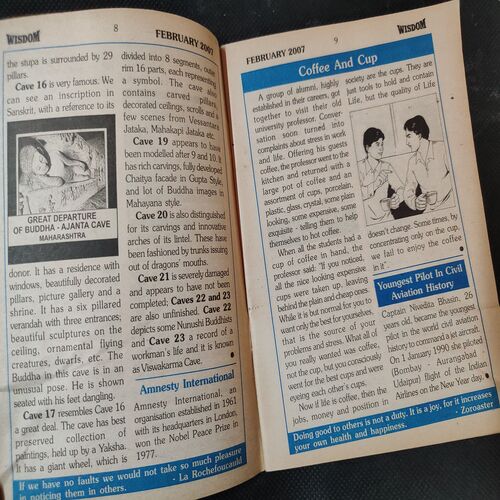 WISDOM
8
FEBRUARY 2007
the stupa is surrounded by 29
pillars.
Cave 16 is very famous. We
can see an inscription in
Sanskrit, with a reference to its
GREAT DEPARTURE
OF BUDDHA - AJANTA CAVE
MAHARASHTRA
donor. It has a residence with
windows, beautifully decorated
pillars, picture gallery and a
shrine. It has a six pillared
verandah with three entrances;
beautiful sculptures on the
ceiling, ornamental flying
creatures, dwarfs, etc. The
Buddha in this cave is in an
unusual pose. He is shown
seated with his feet dangling.
Cave 17 resembles Cave 16
a great deal. The cave has best
preserved collection of
paintings, held up by a Yaksha.
It has a giant wheel, which is
divided into 8 segments, outer
rim 16 parts, each representing
a symbol. The cave also
contains carved pillars,
decorated ceilings, scrolls and a
few scenes from Vessantara
Jataka, Mahakapi Jataka etc.
Cave 19 appears to have
been modelled after 9 and 10. It
has rich carvings, fully developed
Chaitya facade in Gupta Style,
and lot of Buddha images in
Mahayana style.
Cave 20 is also distinguished
for its carvings and innovative
arches of its lintel. These have
been fashioned by trunks issuing
out of dragons' mouths.
Cave 21 is severely damaged
and appears to have not been
completed; Caves 22 and 23
are also unfinished. Cave 22
depicts some Nunushi Buddhists
and Cave 23 a record of a
workman's life and it is known
as Viswakarma Cave.
Amnesty International
Amnesty International, an
organisation established in 1961
with its headquarters in London,
won the Nobel Peace Prize in
1977.
If we have no faults we would not take so much pleasure
in noticing them in others.
- La Rochefoucauld
FEBRUARY 2007
9
WISDOM
Coffee And Cup
A group of alumni, highly
established in their careers, got
together to visit their old
university professor. Conver-
sation soon turned into
complaints about stress in work
and life. Offering his guests
coffee, the professor went to the
kitchen and returned with a
large pot of coffee and an
assortment of cups, porcelain,
plastic, glass, crystal, some plain
looking, some expensive, some
exquisite - telling them to help
themselves to hot coffee.
When all the students had a
cup of coffee in hand, the
professor said: "If you noticed,
all the nice looking expensive
cups were taken up, leaving
behind the plain and cheap ones.
While it is but normal for you to
want only the best for yourselves,
that is the source of your
problems and stress. What all of
you really wanted was coffee,
not the cup, but you consciously
went for the best cups and were
eyeing each other's cups.
Now if life is coffee, then the
jobs, money and position in
society are the cups. They are
just tools to hold and contain
Life, but the quality of Life
doesn't change. Some times, by
concentrating only on the cup,
we fail to enjoy the coffee
in it".
Youngest Pilot In Civil
Aviation History
Captain Nivedita Bhasin, 26
years old, became the youngest
pilot in the world civil aviation
history to command a jet aircraft.
On 1 January 1990 she piloted
(Bombay - Aurangabad -
Udaipur) flight of the Indian
Airlines on the New Year day.
Doing good to others is not a duty. It is a joy, for it increases
your own health and happiness.
- Zoroaster